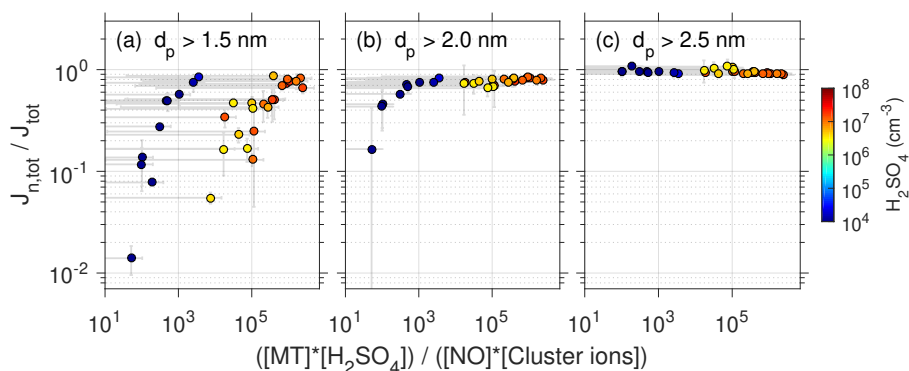 (a) d_p > 1.5 nm
(b) d_p > 2.0 nm
(c) d_p > 2.5 nm
J_n,tot / J_tot
10^0
10^-1
10^-2
10^1 10^3 10^5
10^1 10^3 10^5
10^1 10^3 10^5
([MT]*[H_2SO_4]) / ([NO]*[Cluster ions])
10^8
10^7
10^6
10^5
10^4
H_2SO_4 (cm^-3)